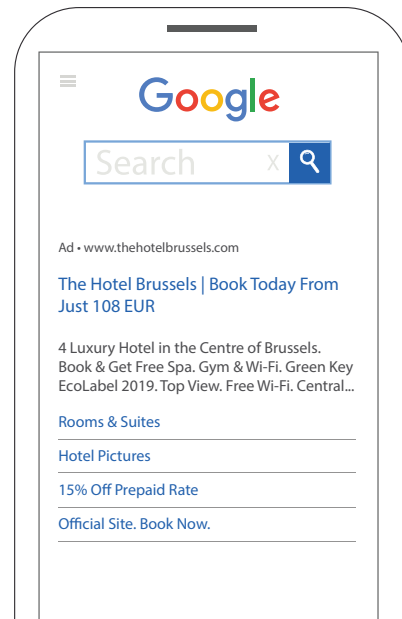 Google
Search X
Ad • www.thehotelbrussels.com
The Hotel Brussels | Book Today From
Just 108 EUR
4 Luxury Hotel in the Centre of Brussels.
Book & Get Free Spa. Gym & Wi-Fi. Green Key
EcoLabel 2019. Top View. Free Wi-Fi. Central...
Rooms & Suites
Hotel Pictures
15% Off Prepaid Rate
Official Site. Book Now.